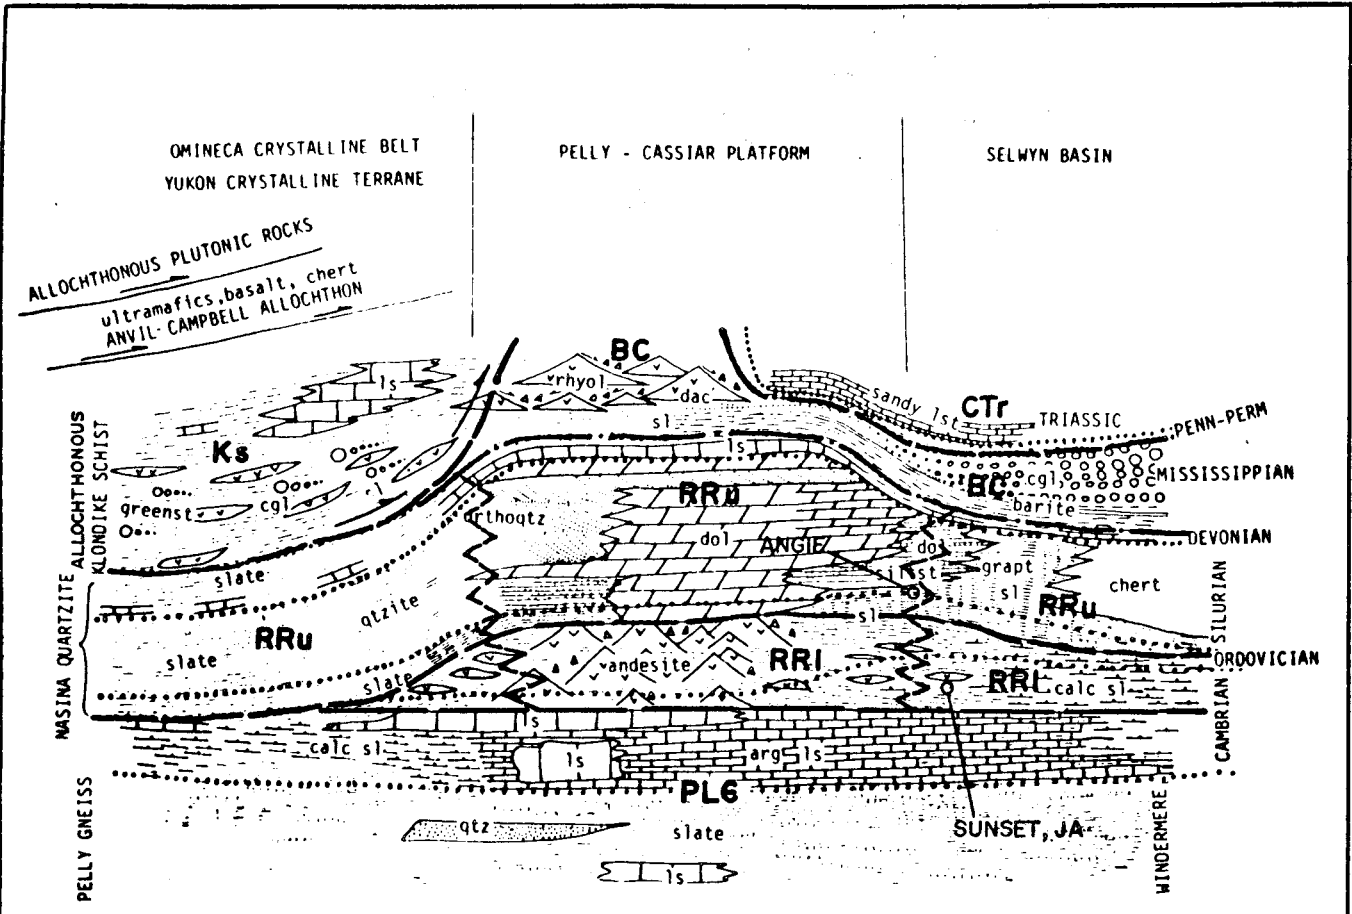 OMINECA CRYSTALLINE BELT
YUKON CRYSTALLINE TERRANE
PELLY - CASSIAR PLATFORM
SELWYN BASIN
ALLOCHTHONOUS PLUTONIC ROCKS
ultramafics, basalt, chert
ANVIL-CAMPBELL ALLOCHTHON
BC
ls
rhyol
dac
sandy lst
CTr
TRIASSIC
PENN-PERM
sl
ls
Ks
cgl,
MISSISSIPPIAN
BC
barite
greenst
cgl
RRu
orthoqtz
dol
ANGIE
dol
DEVONIAN
grapt
sl
siltst
chert
RRu
slate
qtzite
RRu
slate
slate
sl
andesite
RRl
RRl
calc sl
ORDOVICIAN
SILURIAN
CAMBRIAN
ALLOCHTHONOUS
KLONDIKE SCHIST
NASINA QUARTZITE
PELLY GNEISS
ls
calc sl
ls
arg ls
PL6
qtz
slate
SUNSET, JA
ls
WINDERMERE